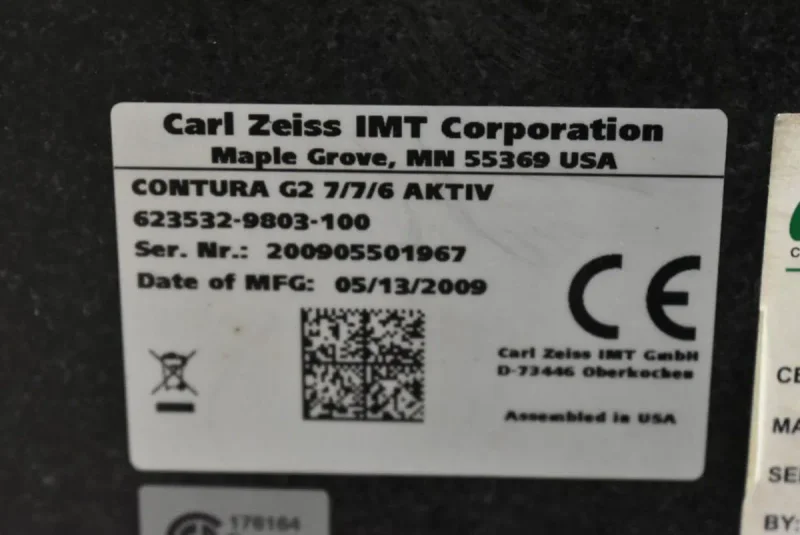 Carl Zeiss IMT Corporation
Maple Grove, MN 55369 USA
CONTURA G2 7/7/6 AKTIV
623532-9803-100
Ser. Nr.: 200905501967
Date of MFG: 05/13/2009
CE
Carl Zeiss IMT GmbH
D-73446 Oberkochen
Assembled in USA
176164
BY: